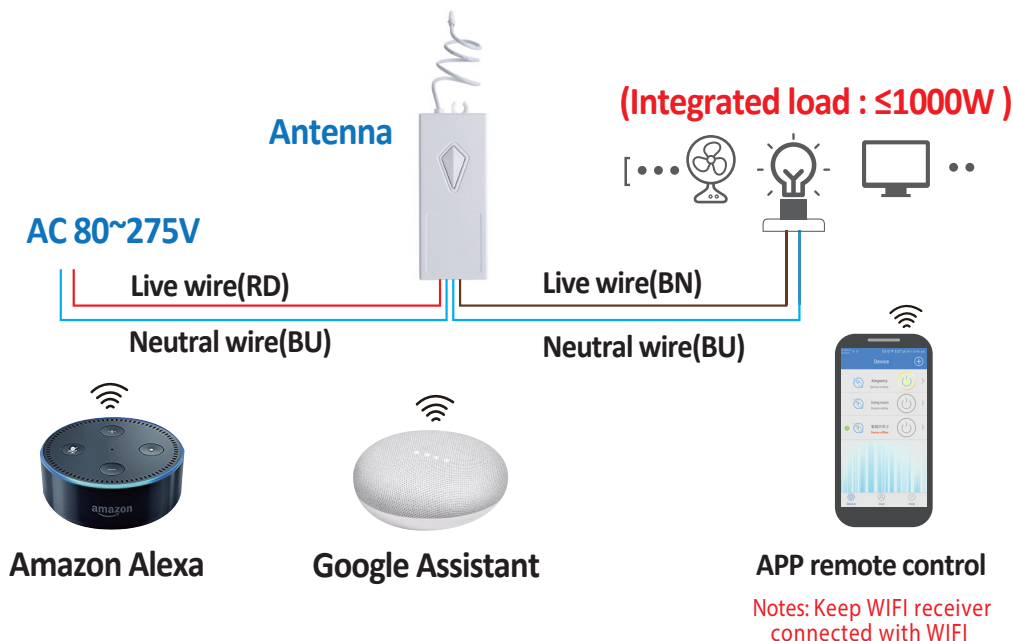 (Integrated load : ≤1000W )
Antenna
AC 80~275V
Live wire(RD)
Live wire(BN)
Neutral wire(BU)
Neutral wire(BU)
Device
amazon
Amazon Alexa
Google Assistant
APP remote control
Notes: Keep WIFI receiver
connected with WIFI